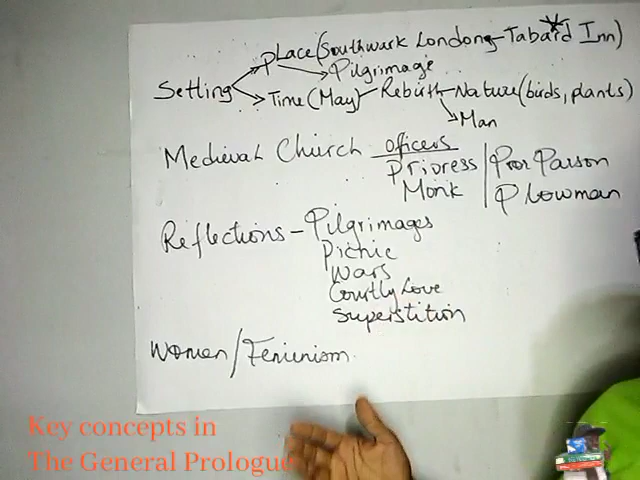 Place (Southwark London - Tabard Inn)
Pilgrimage
Setting
Time (May) - Rebirth - Nature (birds, plants)
Man
Medieval Church officers
Prioress | Poor Parson
Monk | Plowman
Reflections - Pilgrimages
Picnic
Wars
Courtly Love
Superstition
Women/Feminism
Key concepts in
The General Prologue